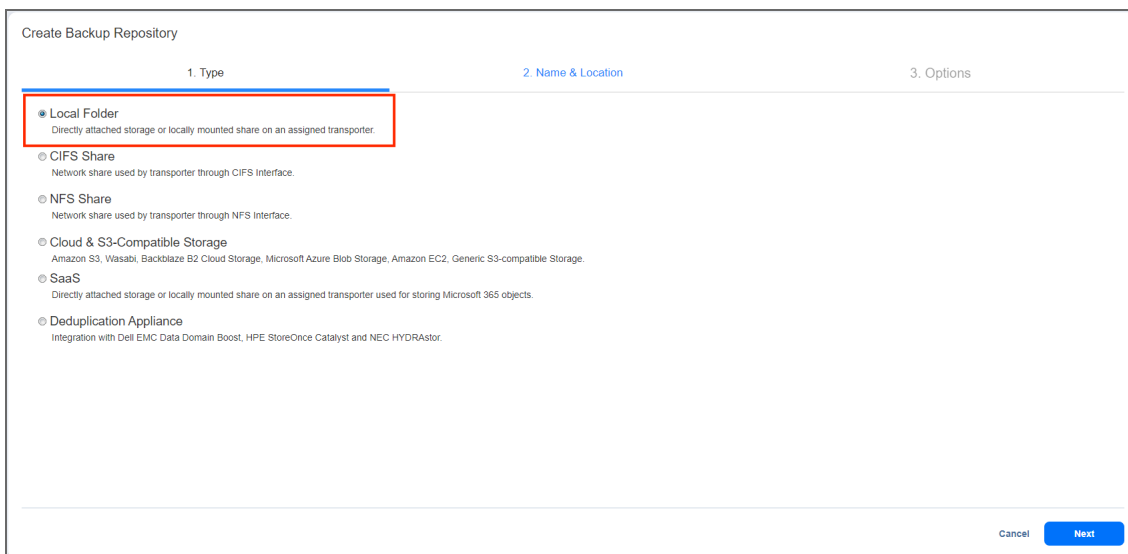 Create Backup Repository
1. Type
2. Name & Location
3. Options
Local Folder
Directly attached storage or locally mounted share on an assigned transporter.
CIFS Share
Network share used by transporter through CIFS Interface.
NFS Share
Network share used by transporter through NFS Interface.
Cloud & S3-Compatible Storage
Amazon S3, Wasabi, Backblaze B2 Cloud Storage, Microsoft Azure Blob Storage, Amazon EC2, Generic S3-compatible Storage.
SaaS
Directly attached storage or locally mounted share on an assigned transporter used for storing Microsoft 365 objects.
Deduplication Appliance
Integration with Dell EMC Data Domain Boost, HPE StoreOnce Catalyst and NEC HYDRAstor.
Cancel
Next